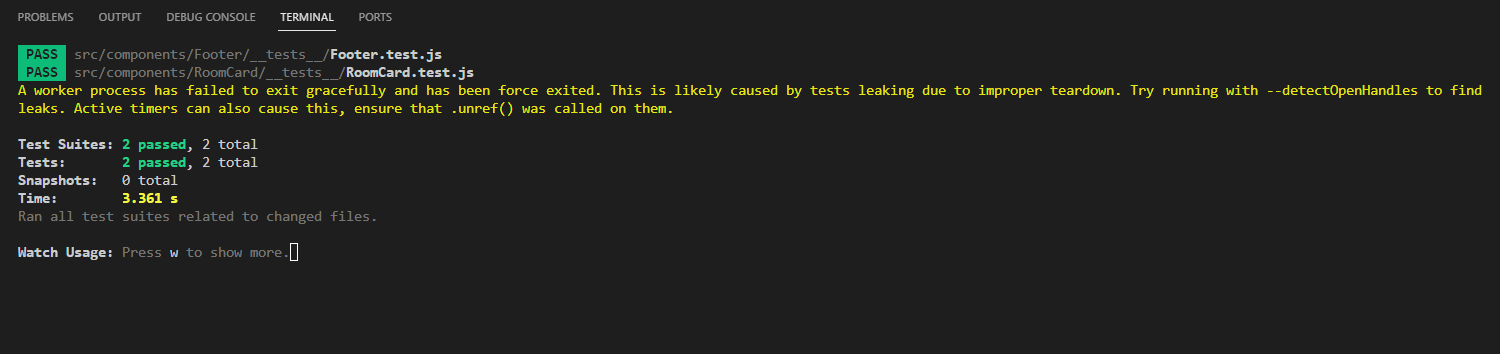 PROBLEMS OUTPUT DEBUG CONSOLE TERMINAL PORTS
PASS src/components/Footer/__tests__/Footer.test.js
PASS src/components/RoomCard/__tests__/RoomCard.test.js
A worker process has failed to exit gracefully and has been force exited. This is likely caused by tests leaking due to improper teardown. Try running with --detectOpenHandles to find
leaks. Active timers can also cause this, ensure that .unref() was called on them.
Test Suites: 2 passed, 2 total
Tests: 2 passed, 2 total
Snapshots: 0 total
Time: 3.361 s
Ran all test suites related to changed files.
Watch Usage: Press w to show more.